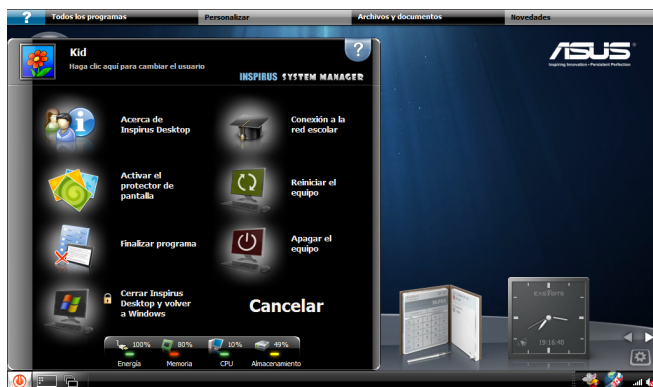 ?
Todos los programas
Personalizar
Archivos y documentos
Novedades
Kid
Haga clic aquí para cambiar el usuario
?
INSPIRUS SYSTEM MANAGER
ASUS
Inspiring Innovation • Persistent Perfection
Acerca de
Inspirus Desktop
Conexión a la
red escolar
Activar el
protector de
pantalla
Reiniciar el
equipo
Finalizar programa
Apagar el
equipo
Cerrar Inspirus
Desktop y volver
a Windows
Cancelar
100%
80%
10%
49%
Energía
Memoria
CPU
Almacenamiento
19:16:40